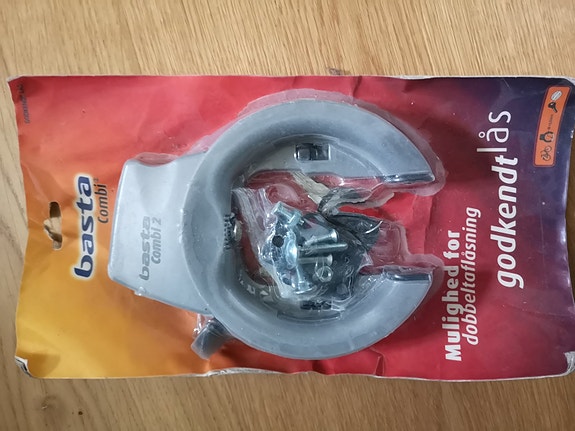 basta
Combi
basta
Combi 2
Mulighed for
dobbeltaflåsning
godkendt lås